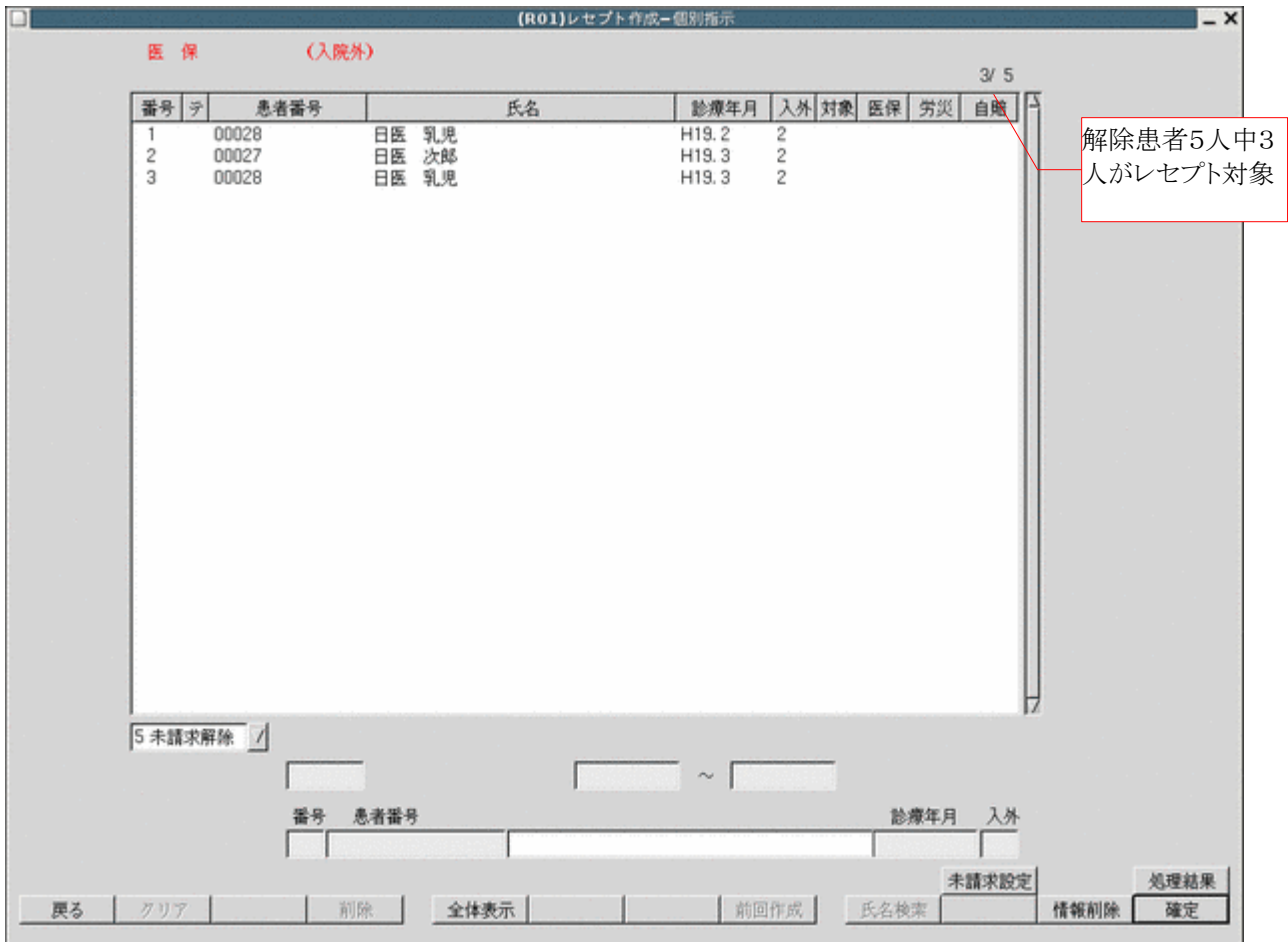 (R01)レセプト作成-個別指示
医 保 (入院外)
3/ 5
番号 テ 患者番号 氏名 診療年月 入外 対象 医保 労災 自賠
1 00028 日医 乳児 H19. 2 2
2 00027 日医 次郎 H19. 3 2
3 00028 日医 乳児 H19. 3 2
解除患者5人中3
人がレセプト対象
5 未請求解除
～
番号 患者番号 診療年月 入外
未請求設定 処理結果
戻る クリア 削除 全体表示 前回作成 氏名検索 情報削除 確定